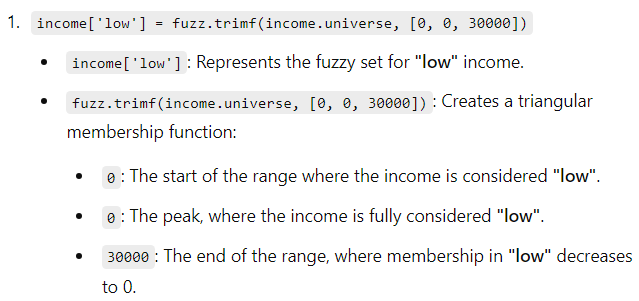 1. income['low'] = fuzz.trimf(income.universe, [0, 0, 30000])
• income['low'] : Represents the fuzzy set for "low" income.
• fuzz.trimf(income.universe, [0, 0, 30000]) : Creates a triangular
membership function:
• 0 : The start of the range where the income is considered "low".
• 0 : The peak, where the income is fully considered "low".
• 30000 : The end of the range, where membership in "low" decreases
to 0.